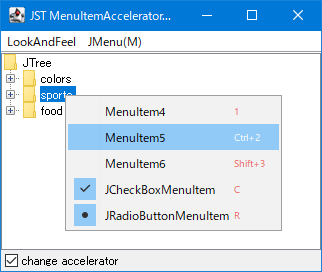 JST MenuItemAccelerator...
LookAndFeel JMenu(M)
JTree
colors
sports
food
MenuItem4 1
MenuItem5 Ctrl+2
MenuItem6 Shift+3
JCheckBoxMenuItem C
JRadioButtonMenuItem R
change accelerator